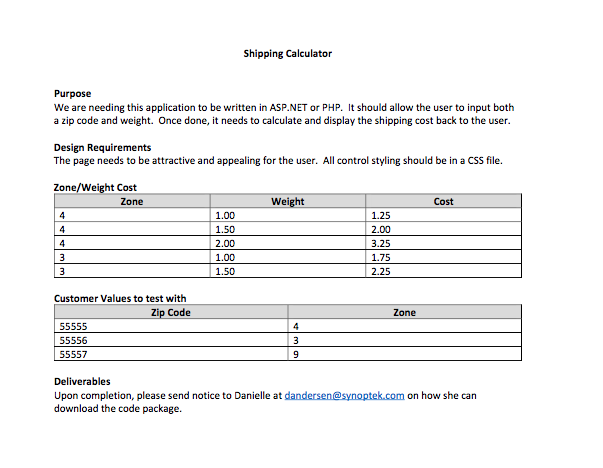 Shipping Calculator
Purpose
We are needing this application to be written in ASP.NET or PHP.  It should allow the user to input both
a zip code and weight.  Once done, it needs to calculate and display the shipping cost back to the user.
Design Requirements
The page needs to be attractive and appealing for the user.  All control styling should be in a CSS file.
Zone/Weight Cost
Zone Weight Cost
4 1.00 1.25
4 1.50 2.00
4 2.00 3.25
3 1.00 1.75
3 1.50 2.25
Customer Values to test with
Zip Code Zone
55555 4
55556 3
55557 9
Deliverables
Upon completion, please send notice to Danielle at dandersen@synoptek.com on how she can
download the code package.